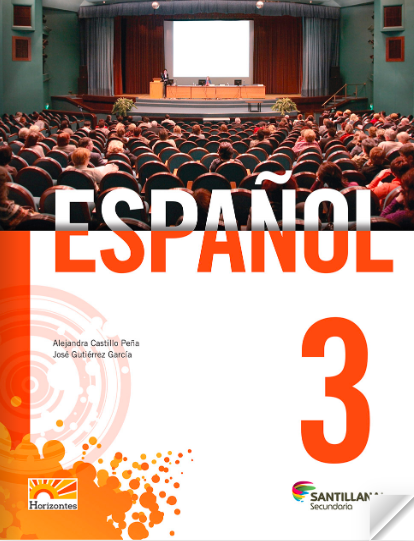 ESPAÑOL
Alejandra Castillo Peña
José Gutiérrez García
3
Horizontes
SANTILLANA
Secundaria